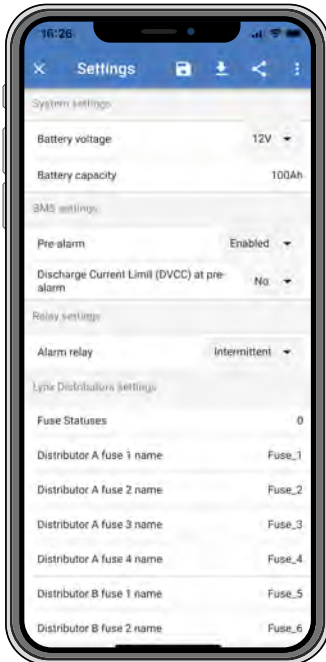 16:26
Settings
System settings
Battery voltage 12V
Battery capacity 100Ah
BMS settings
Pre-alarm Enabled
Discharge Current Limit (DVCC) at pre-
alarm No
Relay settings
Alarm relay Intermittent
Lynx Distributors settings
Fuse Statuses 0
Distributor A fuse 1 name Fuse_1
Distributor A fuse 2 name Fuse_2
Distributor A fuse 3 name Fuse_3
Distributor A fuse 4 name Fuse_4
Distributor B fuse 1 name Fuse_5
Distributor B fuse 2 name Fuse_6